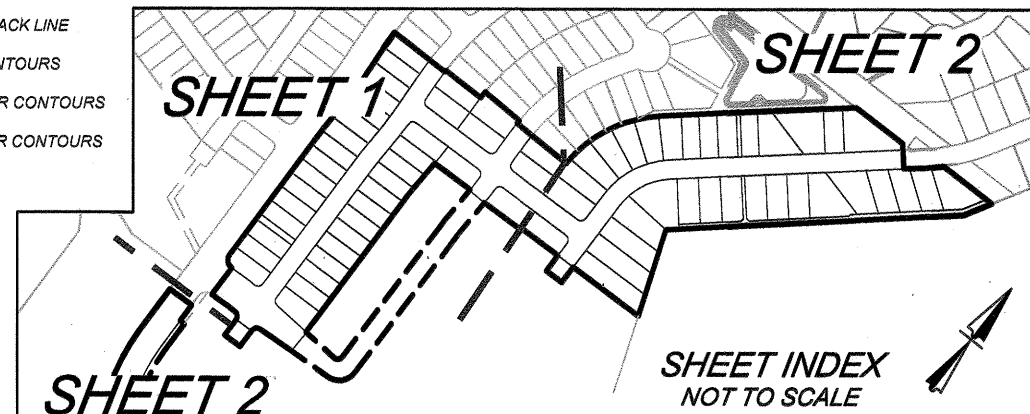 ACK LINE
NTOURS
R CONTOURS
R CONTOURS
SHEET 1
SHEET 2
SHEET 2
SHEET INDEX
NOT TO SCALE